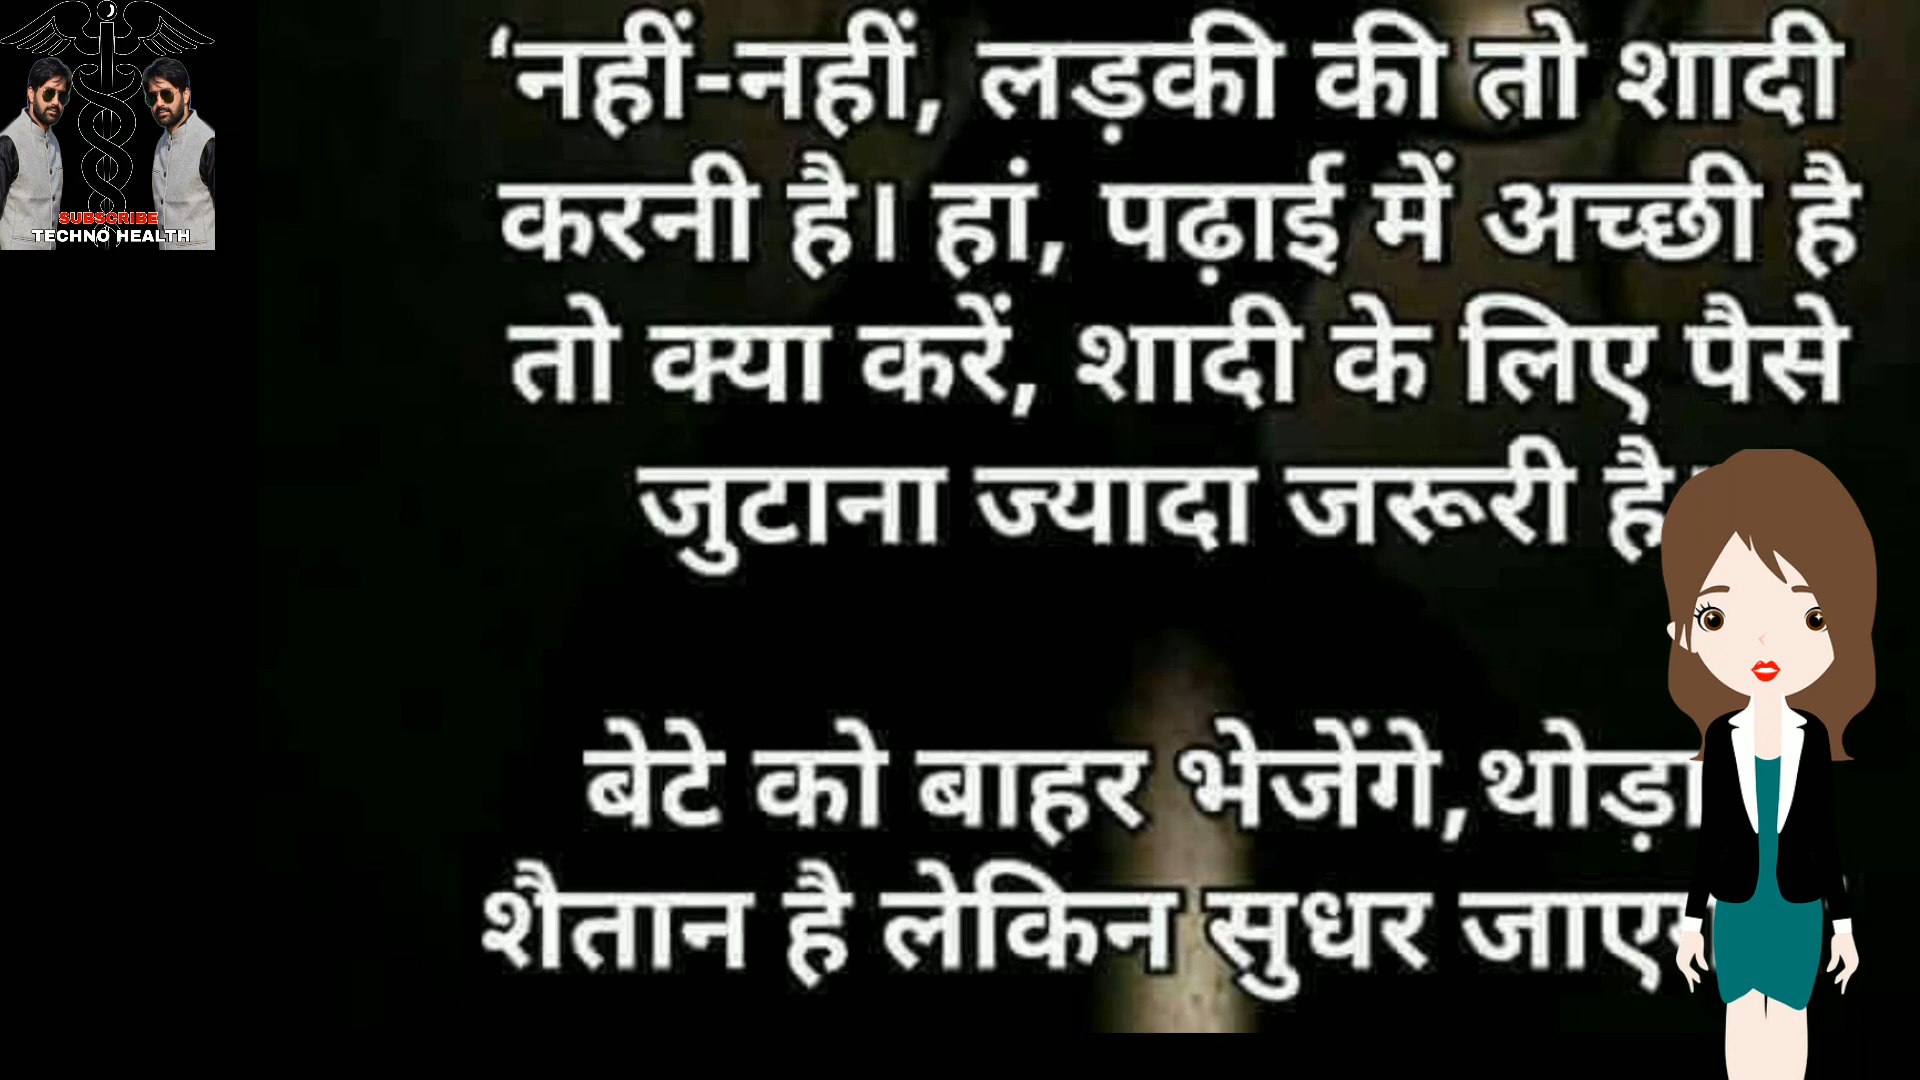 SUBSCRIBE
TECHNO HEALTH
‘नहीं-नहीं, लड़की की तो शादी
करनी है। हां, पढ़ाई में अच्छी है
तो क्या करें, शादी के लिए पैसे
जुटाना ज्यादा जरूरी है
बेटे को बाहर भेजेंगे,थोड़ा
शैतान है लेकिन सुधर